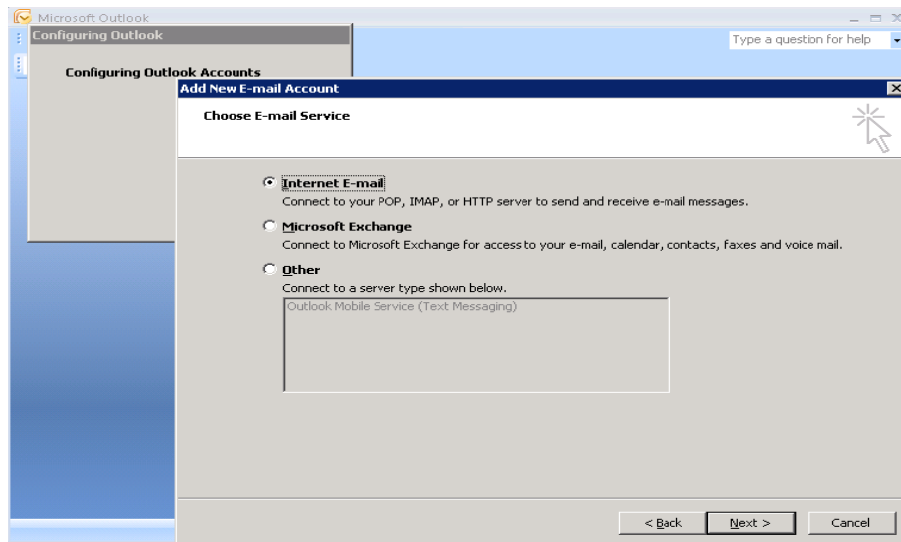 Microsoft Outlook
Configuring Outlook
Type a question for help
Configuring Outlook Accounts
Add New E-mail Account
Choose E-mail Service
Internet E-mail
Connect to your POP, IMAP, or HTTP server to send and receive e-mail messages.
Microsoft Exchange
Connect to Microsoft Exchange for access to your e-mail, calendar, contacts, faxes and voice mail.
Other
Connect to a server type shown below.
Outlook Mobile Service (Text Messaging)
< Back
Next >
Cancel